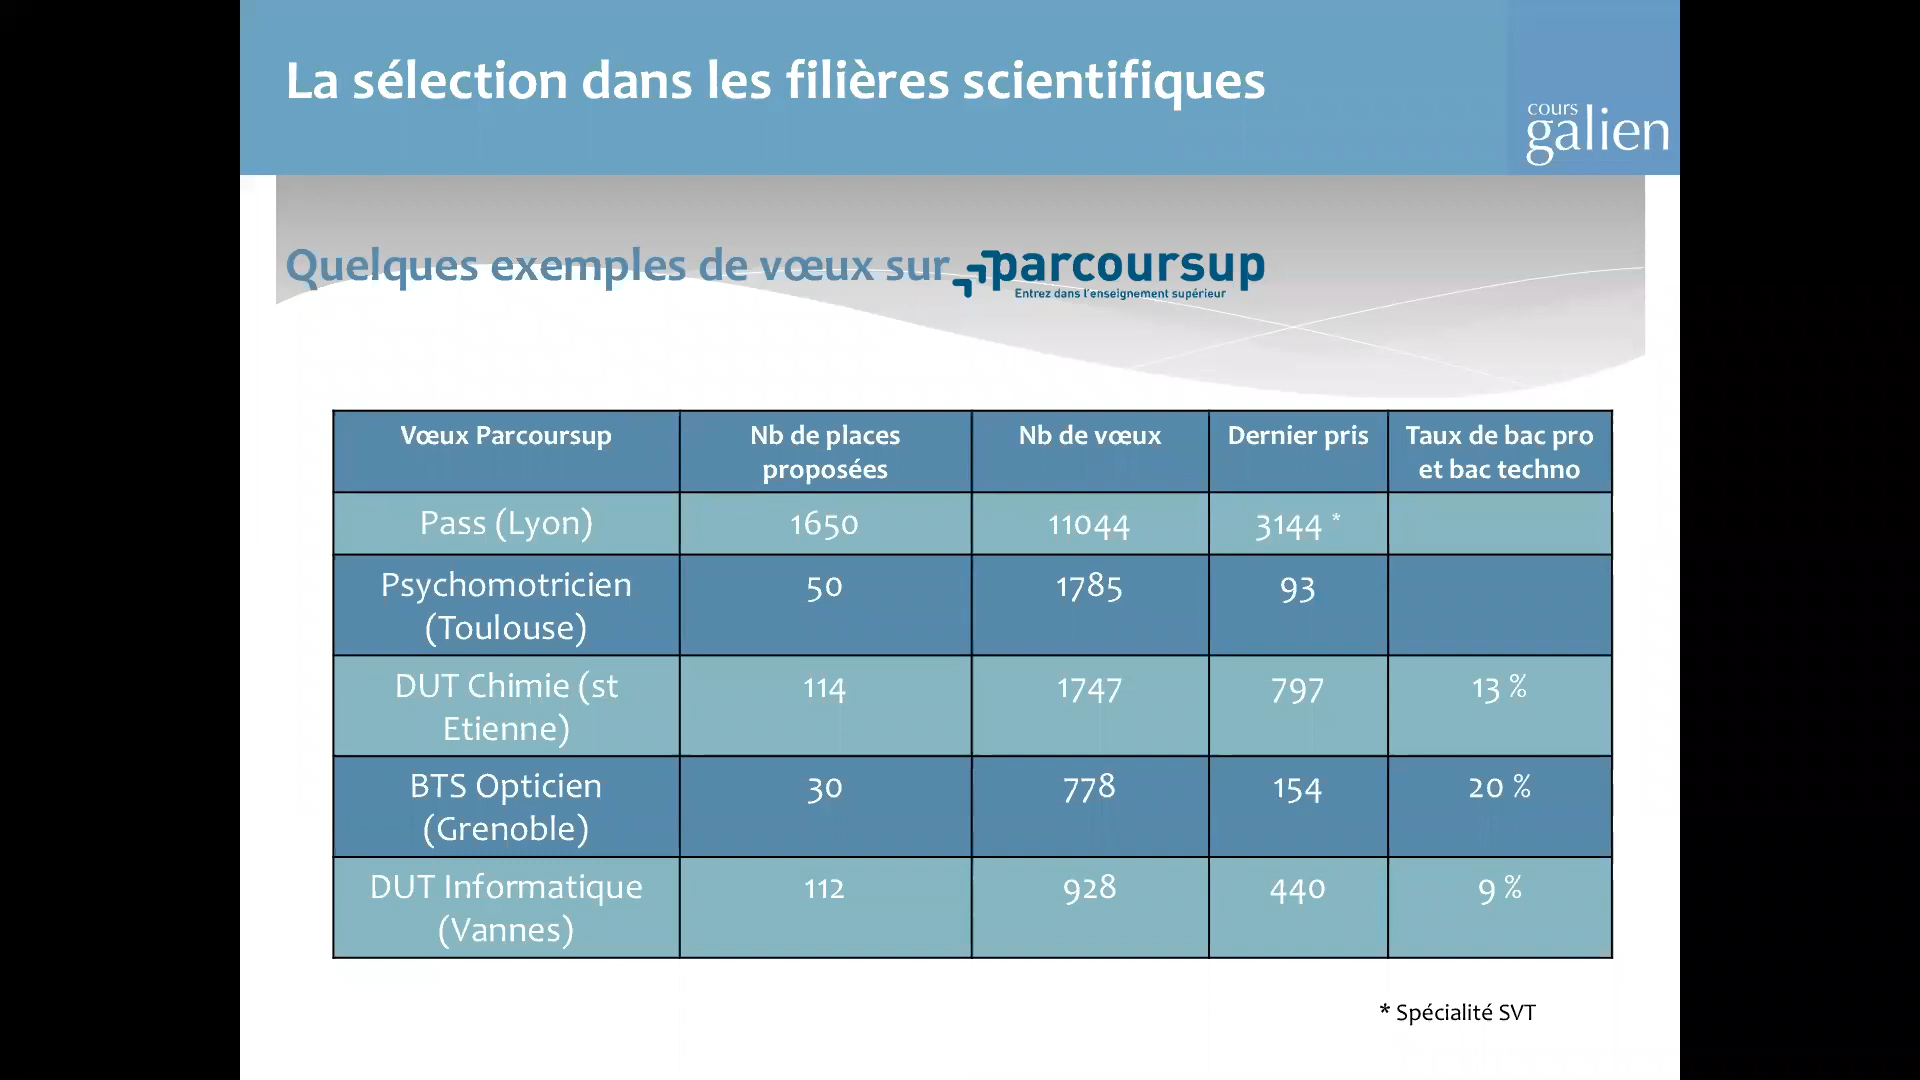 La sélection dans les filières scientifiques
cours
galien
Quelques exemples de vœux sur parcoursup
Entrez dans l'enseignement supérieur
Vœux Parcoursup
Nb de places
proposées
Nb de vœux
Dernier pris
Taux de bac pro
et bac techno
Pass (Lyon)
1650
11044
3144 *
Psychomotricien
(Toulouse)
50
1785
93
DUT Chimie (st
Etienne)
114
1747
797
13 %
BTS Opticien
(Grenoble)
30
778
154
20 %
DUT Informatique
(Vannes)
112
928
440
9 %
* Spécialité SVT